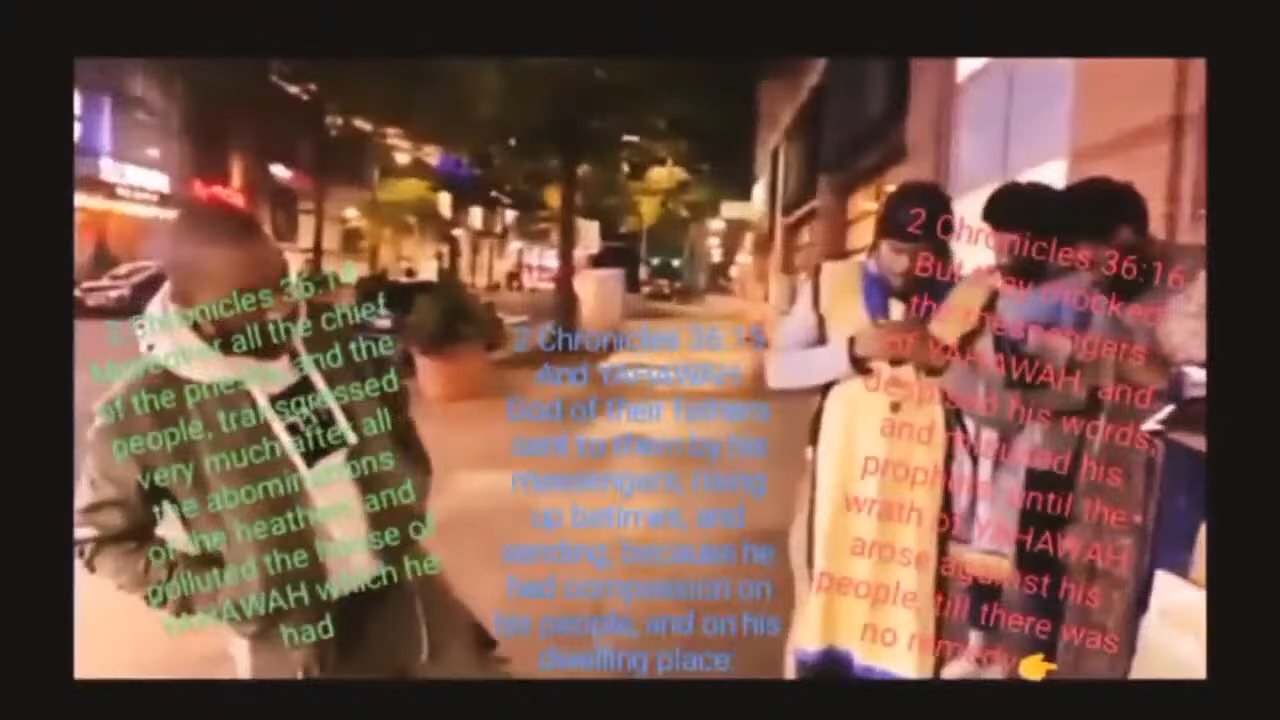 2 Chronicles 36:14
Moreover all the chief
of the priests, and the
people, transgressed
very much after all
the abominations
of the heathen; and
polluted the house of
YAHAWAH which he
had
2 Chronicles 36:15
And YAHAWAH
God of their fathers
sent to them by his
messengers, rising
up betimes, and
sending; because he
had compassion on
his people, and on his
dwelling place:
2 Chronicles 36:16
But they mocked
the messengers
of YAHAWAH, and
despised his words,
and misused his
prophets, until the
wrath of YAHAWAH
arose against his
people, till there was
no remedy